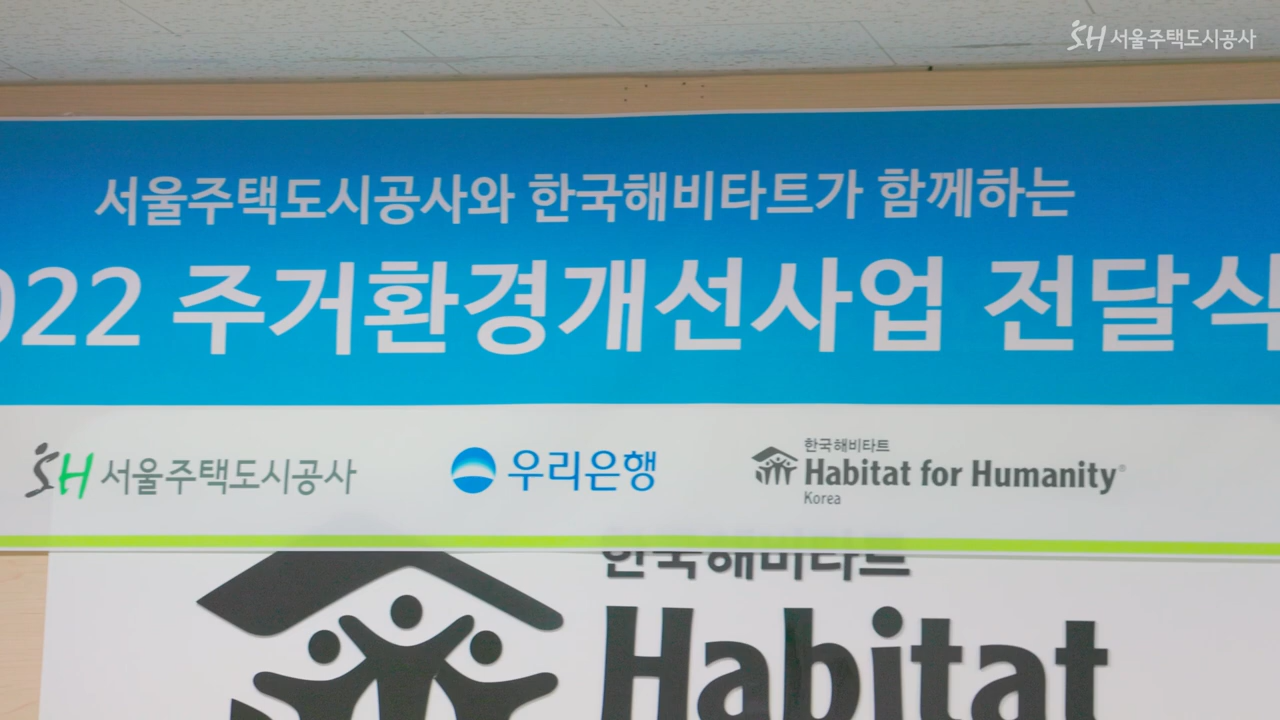 SH 서울주택도시공사
서울주택도시공사와 한국해비타트가 함께하는
022 주거환경개선사업 전달식
SH 서울주택도시공사
우리은행
한국해비타트
Habitat for Humanity®
Korea
한국해비타트
Habitat